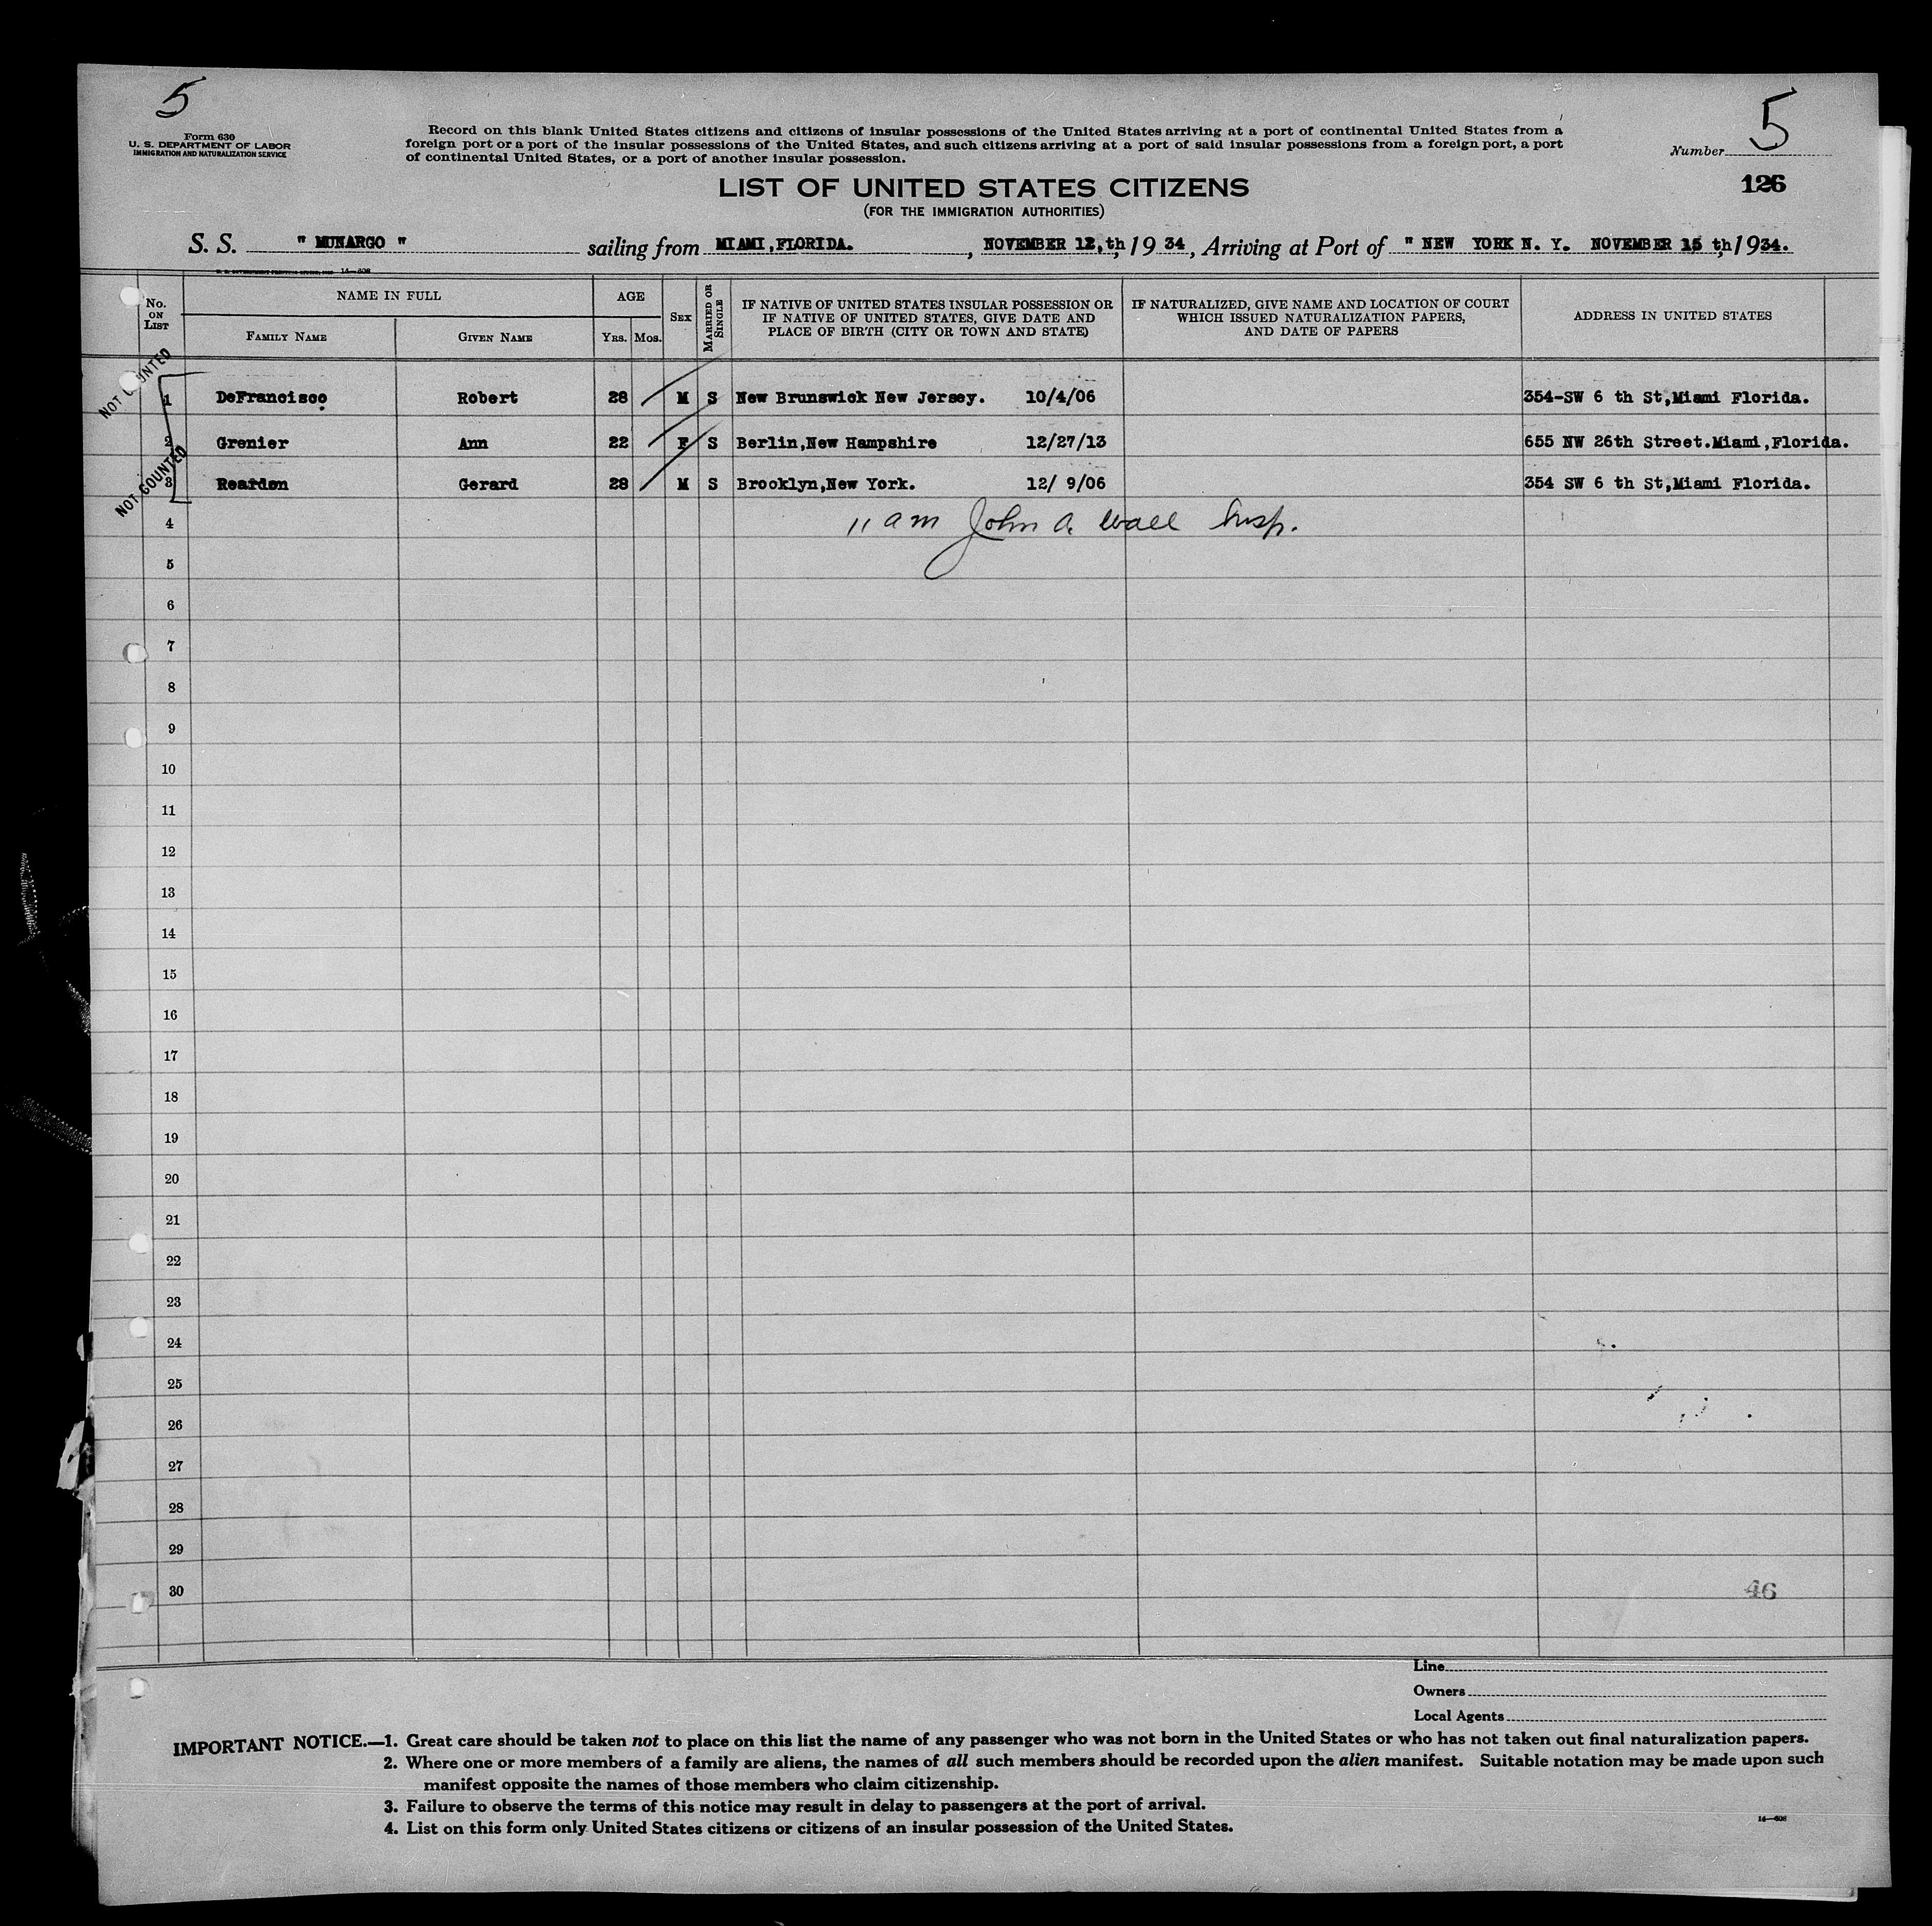 5
5
Form 630
U. S. DEPARTMENT OF LABOR
IMMIGRATION AND NATURALIZATION SERVICE
Record on this blank United States citizens and citizens of insular possessions of the United States arriving at a port of continental United States from a
foreign port or a port of the insular possessions of the United States, and such citizens arriving at a port of said insular possessions from a foreign port, a port
of continental United States, or a port of another insular possession.
Number
126
LIST OF UNITED STATES CITIZENS
(FOR THE IMMIGRATION AUTHORITIES)
S. S. " MUNARGO " sailing from MIAMI,FLORIDA. , NOVEMBER 12,th, 19 34, Arriving at Port of " NEW YORK N. Y. NOVEMBER 15 th, 1934.
14—608
No. ON LIST NAME IN FULL AGE SEX MARRIED OR SINGLE IF NATIVE OF UNITED STATES INSULAR POSSESSION OR IF NATIVE OF UNITED STATES, GIVE DATE AND PLACE OF BIRTH (CITY OR TOWN AND STATE) IF NATURALIZED, GIVE NAME AND LOCATION OF COURT WHICH ISSUED NATURALIZATION PAPERS, AND DATE OF PAPERS ADDRESS IN UNITED STATES
FAMILY NAME GIVEN NAME YRS. MOS.
NOT COUNTED
1 DeFrancisco Robert 28 M S New Brunswick New Jersey. 10/4/06 354-SW 6 th St,Miami Florida.
2 Grenier Ann 22 F S Berlin,New Hampshire 12/27/13 655 NW 26th Street.Miami,Florida.
NOT COUNTED
3 Reardon Gerard 28 M S Brooklyn,New York. 12/ 9/06 354 SW 6 th St,Miami Florida.
4 11 am John A. Wall Insp.
5
6
7
8
9
10
11
12
13
14
15
16
17
18
19
20
21
22
23
24
25
26
27
28
29
30
46
Line
Owners
Local Agents
IMPORTANT NOTICE.—1. Great care should be taken not to place on this list the name of any passenger who was not born in the United States or who has not taken out final naturalization papers.
2. Where one or more members of a family are aliens, the names of all such members should be recorded upon the alien manifest. Suitable notation may be made upon such
manifest opposite the names of those members who claim citizenship.
3. Failure to observe the terms of this notice may result in delay to passengers at the port of arrival.
4. List on this form only United States citizens or citizens of an insular possession of the United States.
14—608